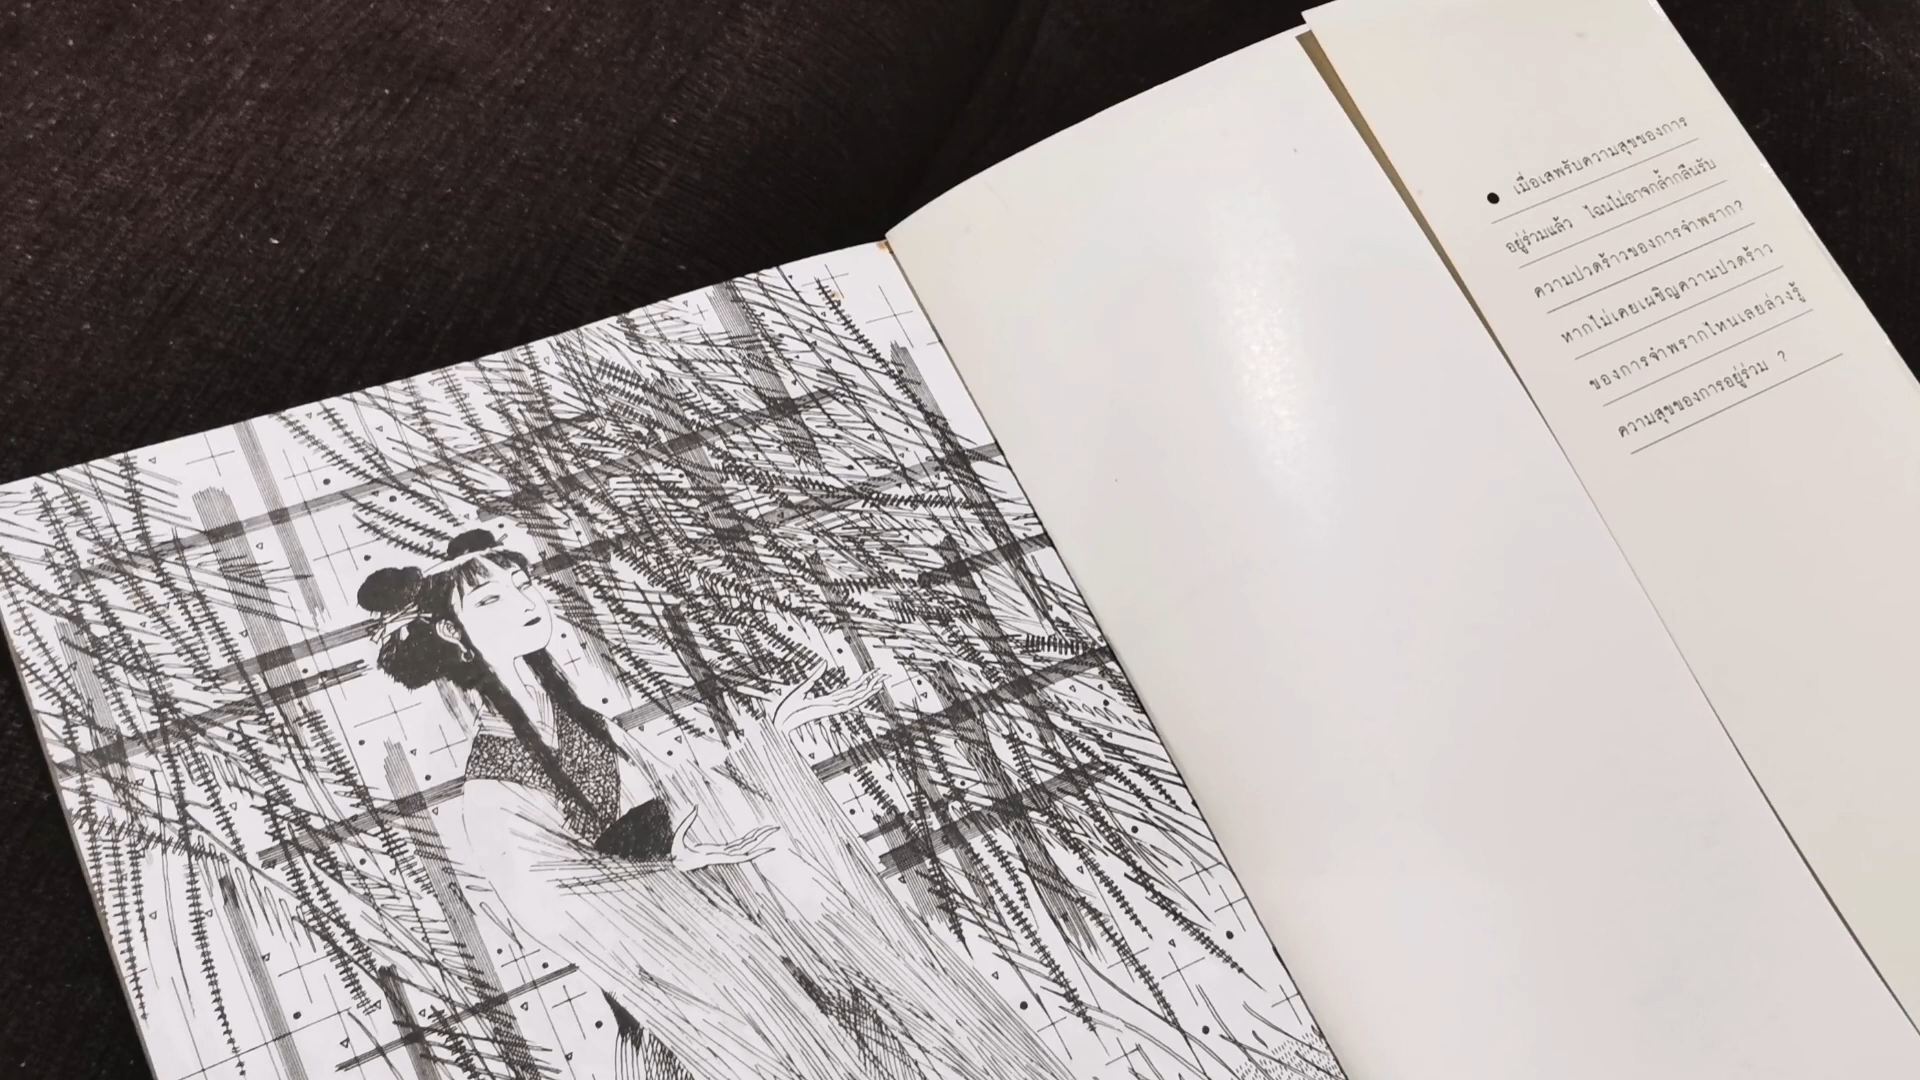 ● เมื่อเสพรับความสุขของการ
อยู่ร่วมแล้ว ไฉนไม่อาจกล้ำกลืนรับ
ความปวดร้าวของการจำพราก?
หากไม่เคยเผชิญความปวดร้าว
ของการจำพรากไหนเลยล่วงรู้
ความสุขของการอยู่ร่วม ?